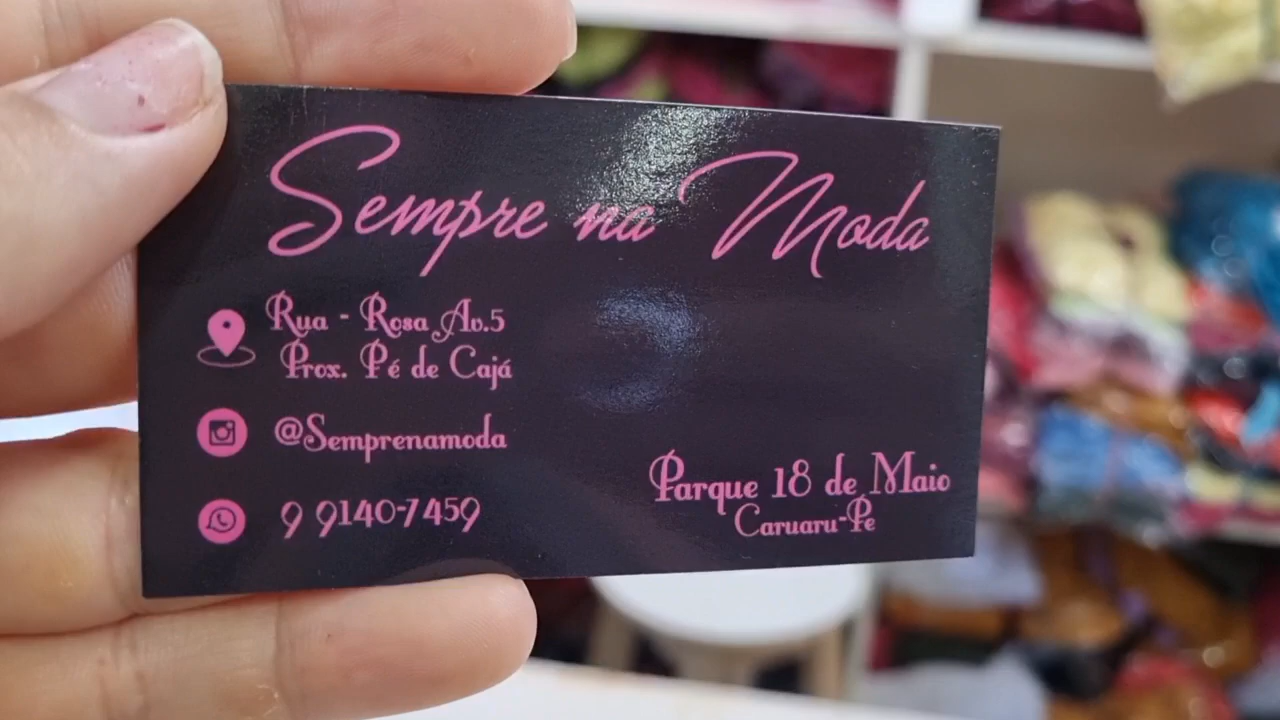 Sempre na Moda
Rua - Rosa Av.5
Prox. Pé de Cajá
@Semprenamoda
9 9140-7459
Parque 18 de Maio
Caruaru-Pe